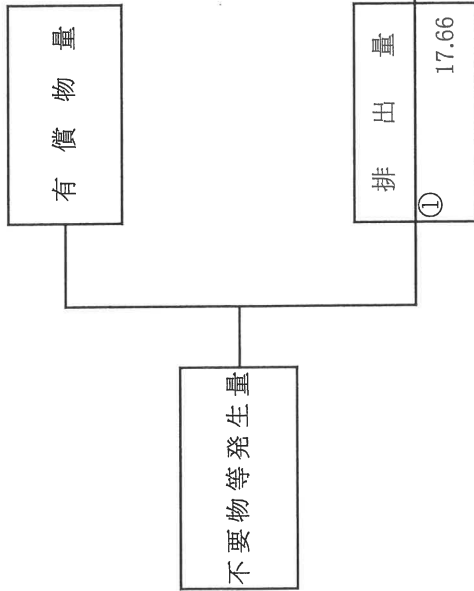 不要物等発生量
有償物量
排出量
①
17.66